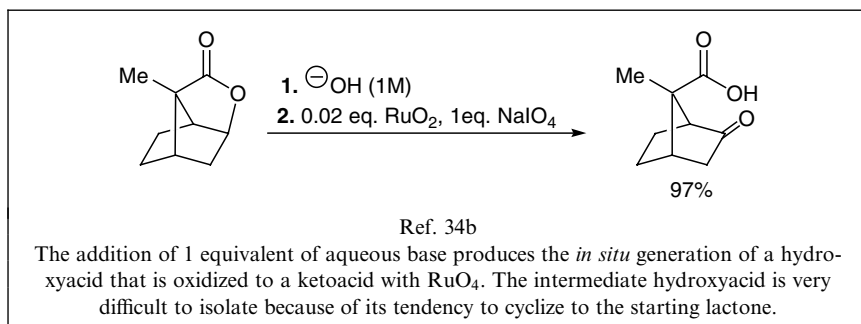 O
Me
O
1. ⊖OH (1M)
2. 0.02 eq. RuO₂, 1eq. NaIO₄
Me
O
OH
O
97%
Ref. 34b
The addition of 1 equivalent of aqueous base produces the in situ generation of a hydro-
xyacid that is oxidized to a ketoacid with RuO₄. The intermediate hydroxyacid is very
difficult to isolate because of its tendency to cyclize to the starting lactone.